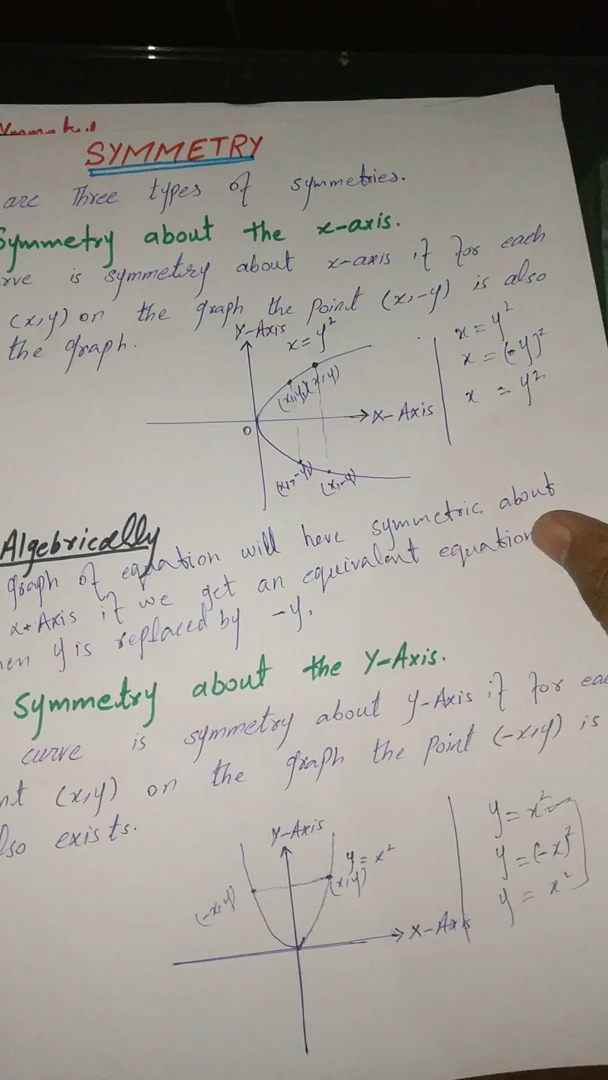 SYMMETRY
are Three types of symmetries.
Symmetry about the x-axis.
rve is symmetry about x-axis if for each
(x,y) on the graph the point (x,-y) is also
the graph.
Y-Axis
x = y²
(x,y)
(x,y)
X-Axis
O
(x,-y)
(x,-y)
x = y²
x = (-y)²
x = y²
Algebrically
graph of equation will have symmetric about
x-Axis if we get an equivalent equation
hen y is replaced by -y.
Symmetry about the Y-Axis.
curve is symmetry about y-Axis if for eac
nt (x,y) on the graph the point (-x,y) is
lso exists.
Y-Axis
y = x²
(x,y)
(-x,y)
X-Axis
y = x²
y = (-x)²
y = x²